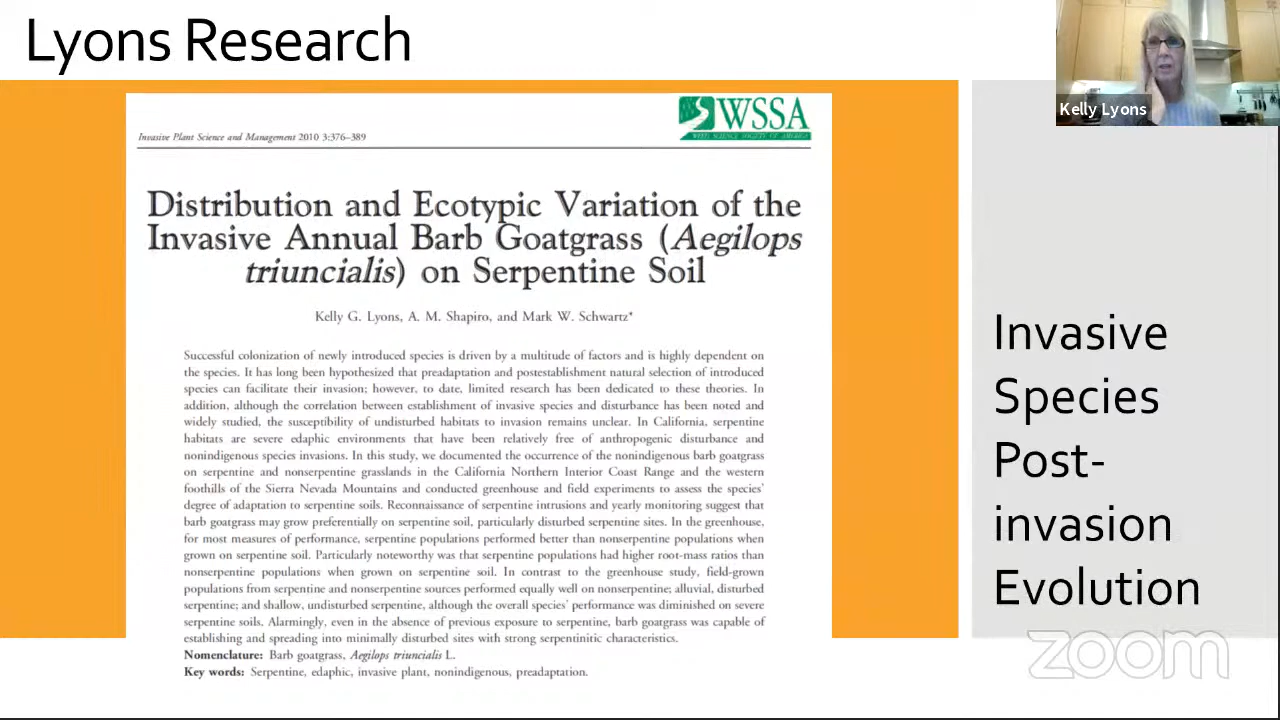 Lyons Research
Kelly Lyons
Invasive Plant Science and Management 2010 3:376–389
WSSA
WEED SCIENCE SOCIETY OF AMERICA
Distribution and Ecotypic Variation of the
Invasive Annual Barb Goatgrass (Aegilops
triuncialis) on Serpentine Soil
Kelly G. Lyons, A. M. Shapiro, and Mark W. Schwartz*
Successful colonization of newly introduced species is driven by a multitude of factors and is highly dependent on
the species. It has long been hypothesized that preadaptation and postestablishment natural selection of introduced
species can facilitate their invasion; however, to date, limited research has been dedicated to these theories. In
addition, although the correlation between establishment of invasive species and disturbance has been noted and
widely studied, the susceptibility of undisturbed habitats to invasion remains unclear. In California, serpentine
habitats are severe edaphic environments that have been relatively free of anthropogenic disturbance and
nonindigenous species invasions. In this study, we documented the occurrence of the nonindigenous barb goatgrass
on serpentine and nonserpentine grasslands in the California Northern Interior Coast Range and the western
foothills of the Sierra Nevada Mountains and conducted greenhouse and field experiments to assess the species'
degree of adaptation to serpentine soils. Reconnaissance of serpentine intrusions and yearly monitoring suggest that
barb goatgrass may grow preferentially on serpentine soil, particularly disturbed serpentine sites. In the greenhouse,
for most measures of performance, serpentine populations performed better than nonserpentine populations when
grown on serpentine soil. Particularly noteworthy was that serpentine populations had higher root-mass ratios than
nonserpentine populations when grown on serpentine soil. In contrast to the greenhouse study, field-grown
populations from serpentine and nonserpentine sources performed equally well on nonserpentine; alluvial, disturbed
serpentine; and shallow, undisturbed serpentine, although the overall species' performance was diminished on severe
serpentine soils. Alarmingly, even in the absence of previous exposure to serpentine, barb goatgrass was capable of
establishing and spreading into minimally disturbed sites with strong serpentinitic characteristics.
Nomenclature: Barb goatgrass, Aegilops triuncialis L.
Key words: Serpentine, edaphic, invasive plant, nonindigenous, preadaptation.
Invasive
Species
Post-
invasion
Evolution
zoom